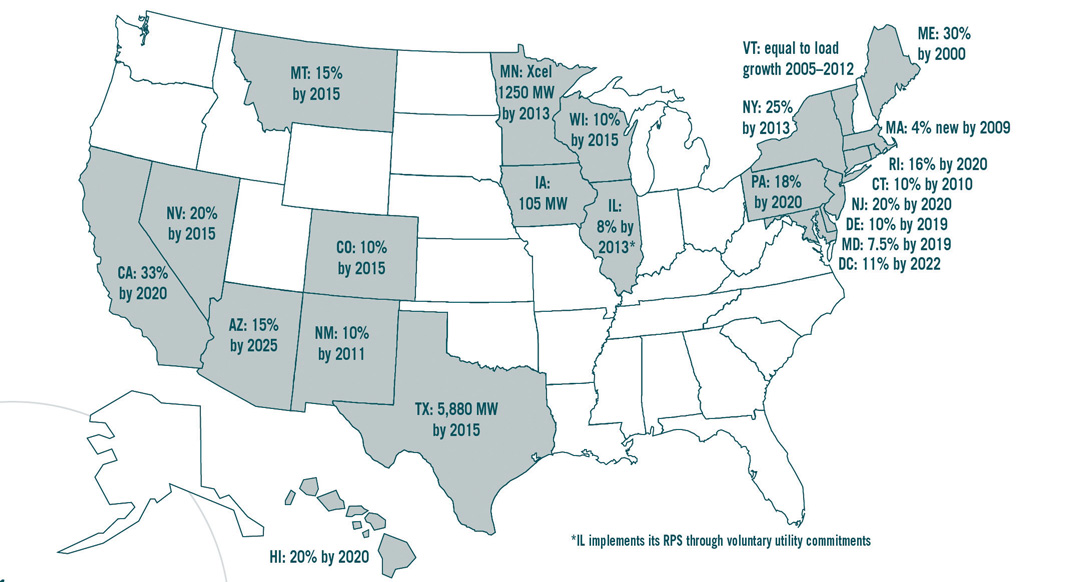 VT: equal to load
growth 2005–2012
ME: 30%
by 2000
MT: 15%
by 2015
MN: Xcel
1250 MW
by 2013
WI: 10%
by 2015
NY: 25%
by 2013
MA: 4% new by 2009
RI: 16% by 2020
CT: 10% by 2010
NJ: 20% by 2020
DE: 10% by 2019
MD: 7.5% by 2019
DC: 11% by 2022
PA: 18%
by 2020
IA:
105 MW
IL:
8% by
2013*
NV: 20%
by 2015
CO: 10%
by 2015
CA: 33%
by 2020
AZ: 15%
by 2025
NM: 10%
by 2011
TX: 5,880 MW
by 2015
HI: 20% by 2020
*IL implements its RPS through voluntary utility commitments